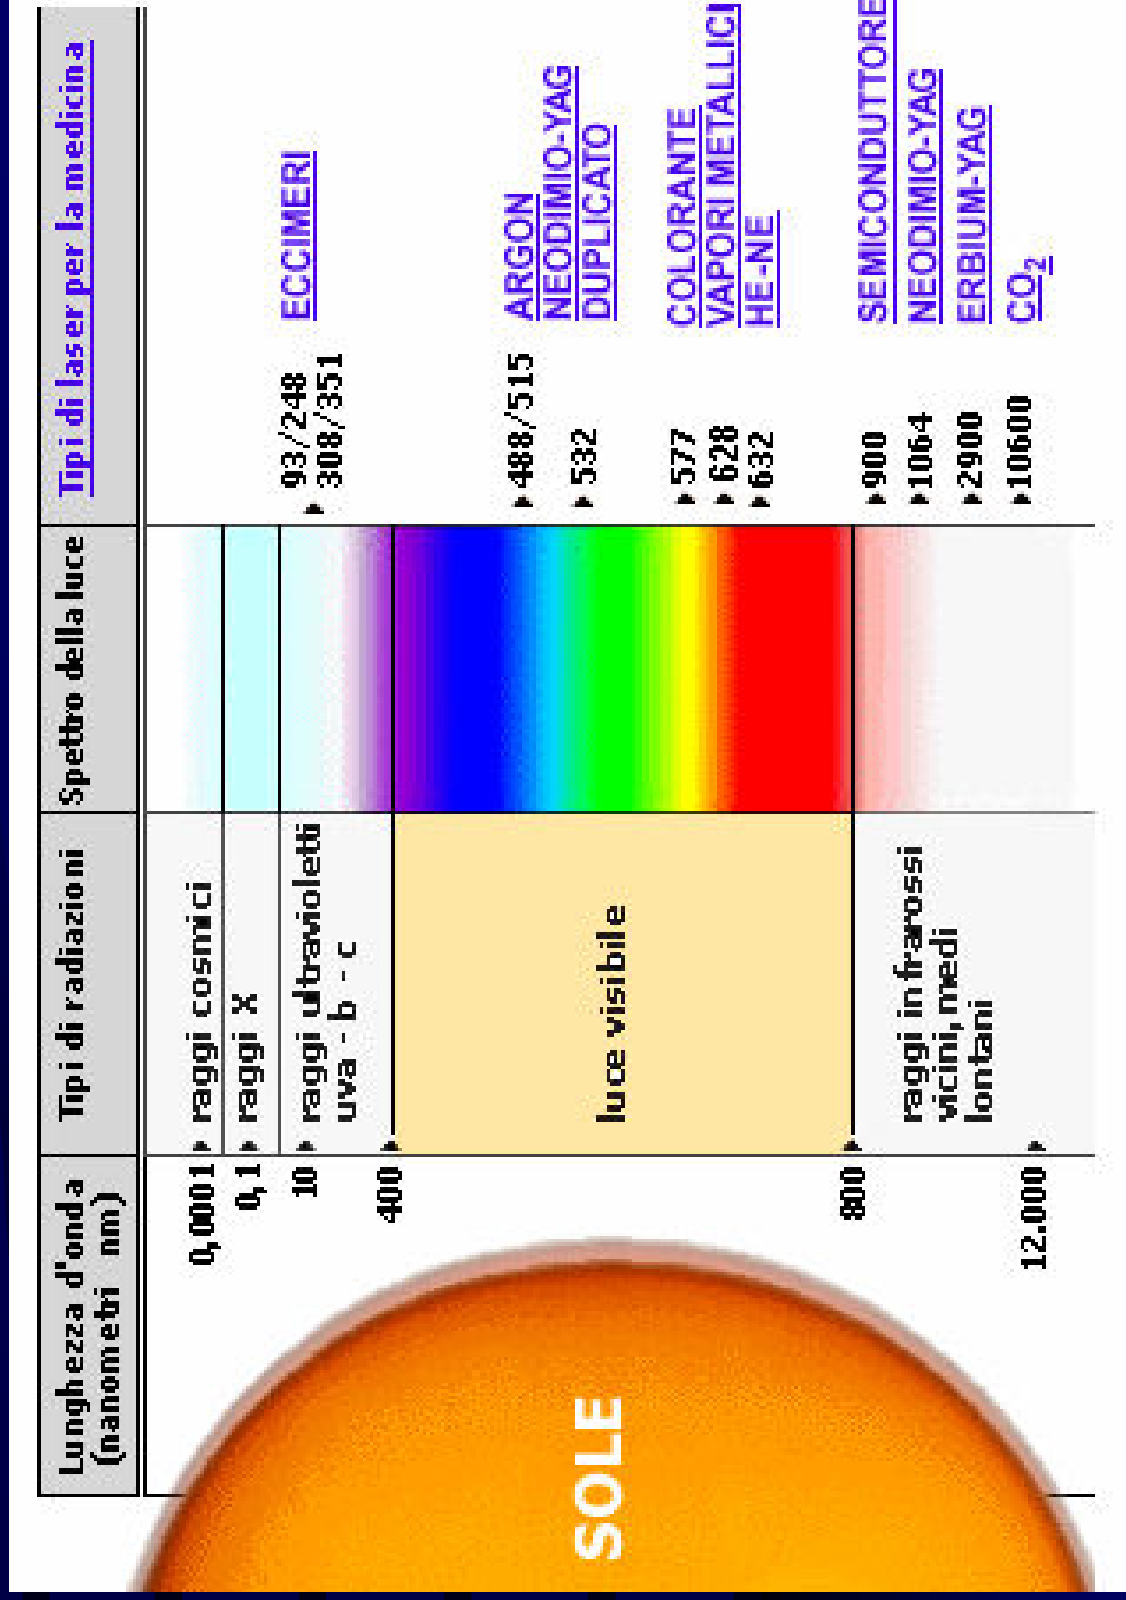 Lunghezza d'onda
(nanometri nm)
Tipi di radiazioni
Spettro della luce
Tipi di laser per la medicina
0,0001
raggi cosmici
0,1
raggi X
10
raggi ultravioletti
uva - b - c
93/248
308/351
ECCIMERI
400
luce visibile
488/515
ARGON
532
NEODIMIO-YAG
DUPLICATO
577
COLORANTE
628
VAPORI METALLICI
632
HE-NE
800
raggi infrarossi
vicini, medi
lontani
900
SEMICONDUTTORE
1064
NEODIMIO-YAG
2900
ERBIUM-YAG
10600
CO2
12.000
SOLE